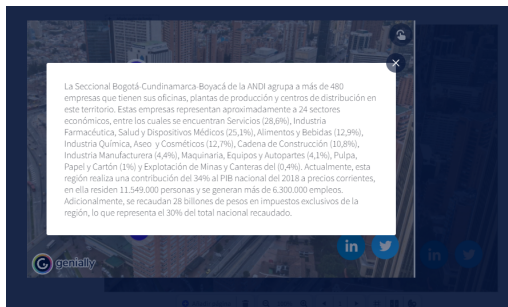 La Seccional Bogotá-Cundinamarca-Boyacá de la ANDI agrupa a más de 480
empresas que tienen sus oficinas, plantas de producción y centros de distribución en
este territorio. Estas empresas representan aproximadamente a 24 sectores
económicos, entre los cuales se encuentran Servicios (28,6%), Industria
Farmacéutica, Salud y Dispositivos Médicos (25,1%), Alimentos y Bebidas (12,9%),
Industria Química, Aseo y Cosméticos (12,7%), Cadena de Construcción (10,8%),
Industria Manufacturera (4,4%), Maquinaria, Equipos y Autopartes (4,1%), Pulpa,
Papel y Cartón (1%) y Explotación de Minas y Canteras del (0,4%). Actualmente, esta
región realiza una contribución del 34% al PIB nacional del 2018 a precios corrientes,
en ella residen 11.549.000 personas y se generan más de 6.300.000 empleos.
Adicionalmente, se recaudan 28 billones de pesos en impuestos exclusivos de la
región, lo que representa el 30% del total nacional recaudado.
in
in
genially